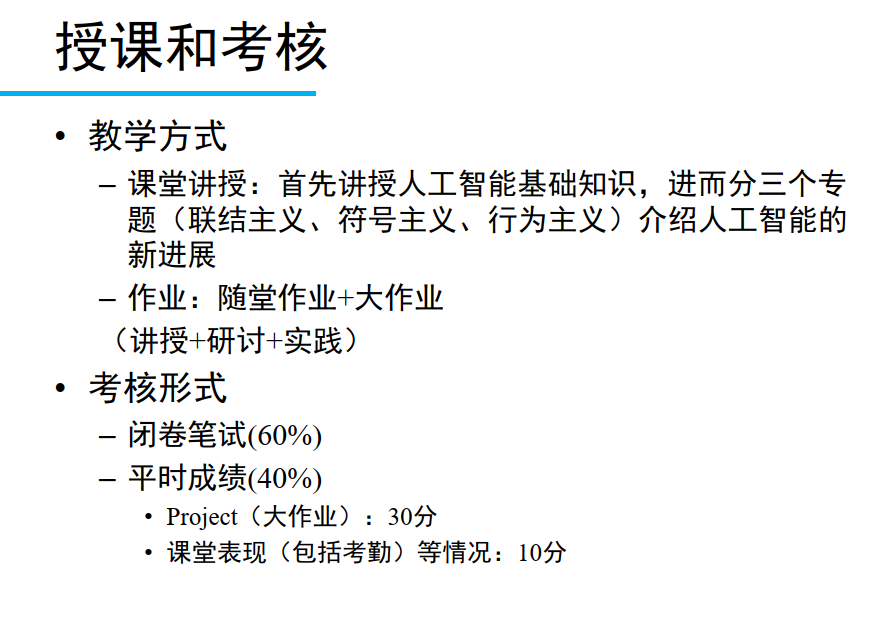 授课和考核
• 教学方式
– 课堂讲授：首先讲授人工智能基础知识，进而分三个专
题（联结主义、符号主义、行为主义）介绍人工智能的
新进展
– 作业：随堂作业+大作业
（讲授+研讨+实践）
• 考核形式
– 闭卷笔试(60%)
– 平时成绩(40%)
• Project（大作业）：30分
• 课堂表现（包括考勤）等情况：10分